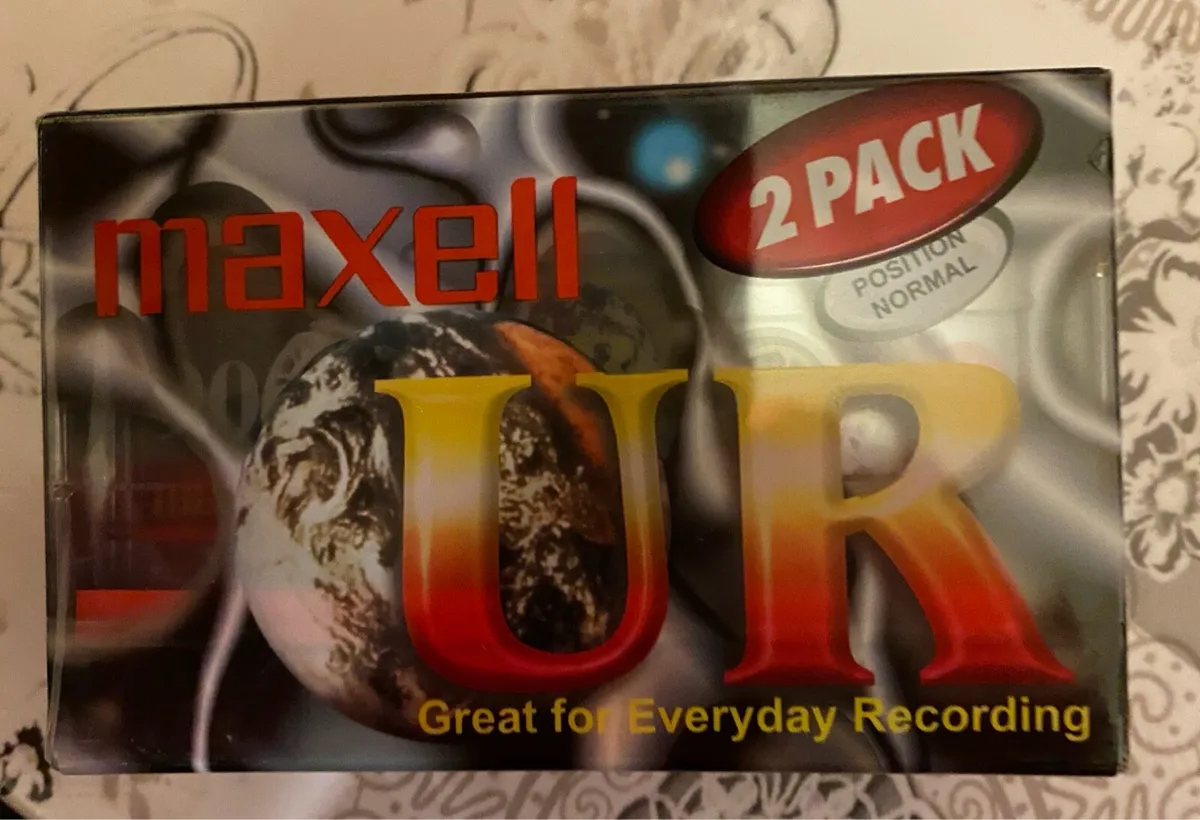 maxell
2 PACK
POSITION
NORMAL
UR
Great for Everyday Recording